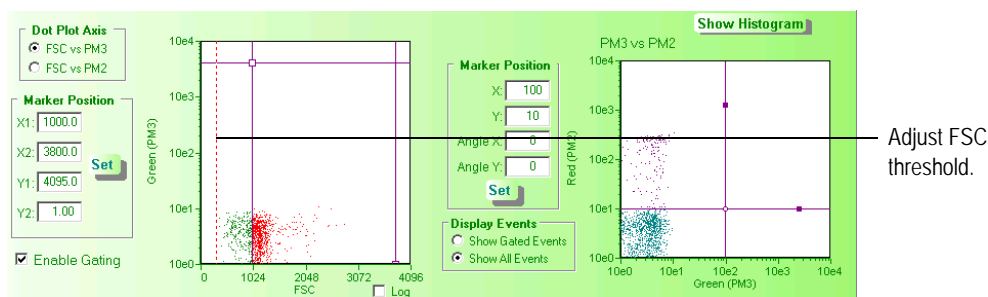 Dot Plot Axis
FSC vs PM3
FSC vs PM2
Marker Position
X1: 1000.0
X2: 3800.0
Y1: 4095.0
Y2: 1.00
Set
Enable Gating
Green (PM3)
10e4
10e3
10e2
10e1
10e0
0 1024 2048 3072 4096
FSC
Log
Marker Position
X: 100
Y: 10
Angle X: 0
Angle Y: 0
Set
Display Events
Show Gated Events
Show All Events
Show Histogram
PM3 vs PM2
Red (PM2)
10e4
10e3
10e2
10e1
10e0
10e0 10e1 10e2 10e3 10e4
Green (PM3)
Adjust FSC
threshold.